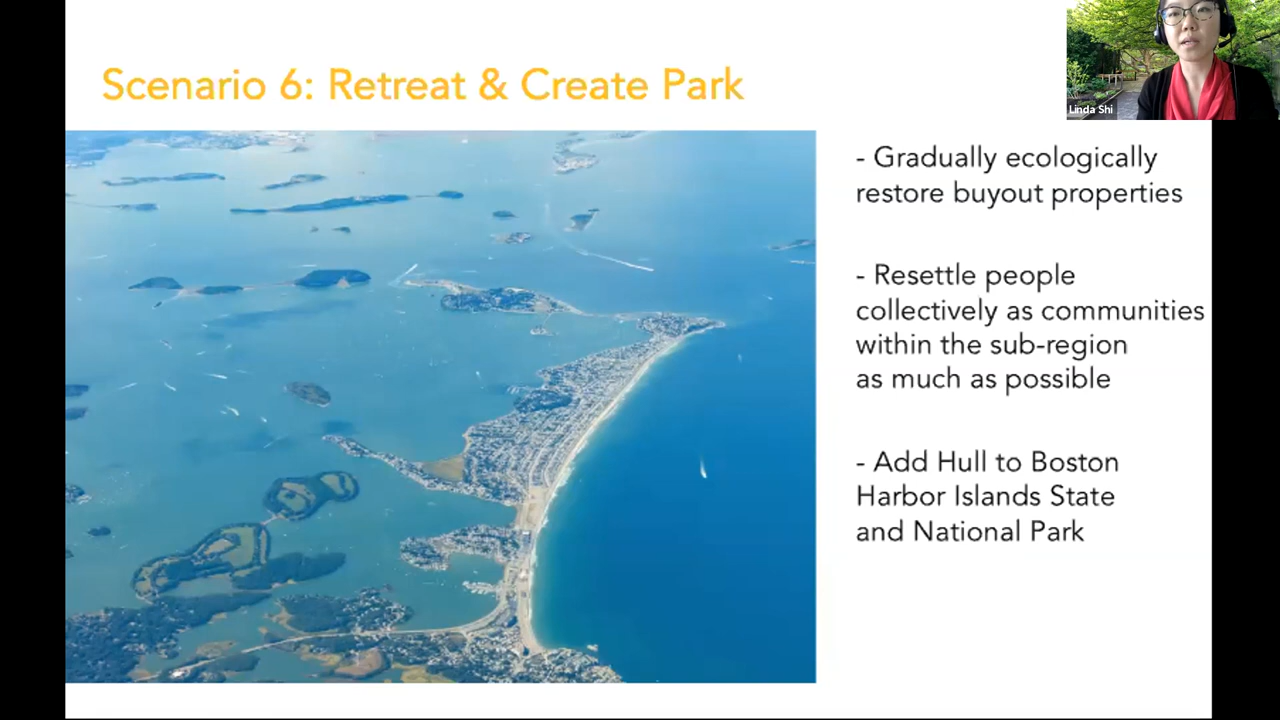 Scenario 6: Retreat & Create Park
Linda Shi
- Gradually ecologically
restore buyout properties
- Resettle people
collectively as communities
within the sub-region
as much as possible
- Add Hull to Boston
Harbor Islands State
and National Park